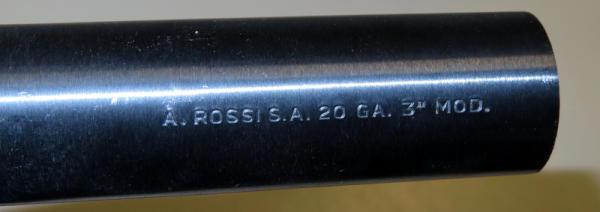 A. ROSSI S.A. 20 GA. 3" MOD.